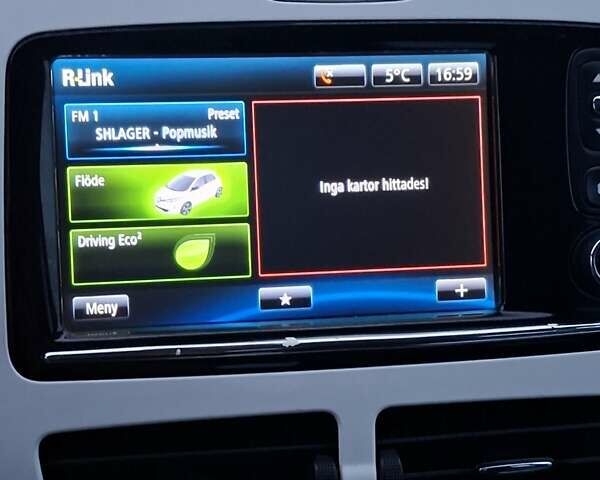 R-Link
5°C
16:59
FM 1 Preset
SHLAGER - Popmusik
Flöde
Driving Eco²
Inga kartor hittades!
Meny